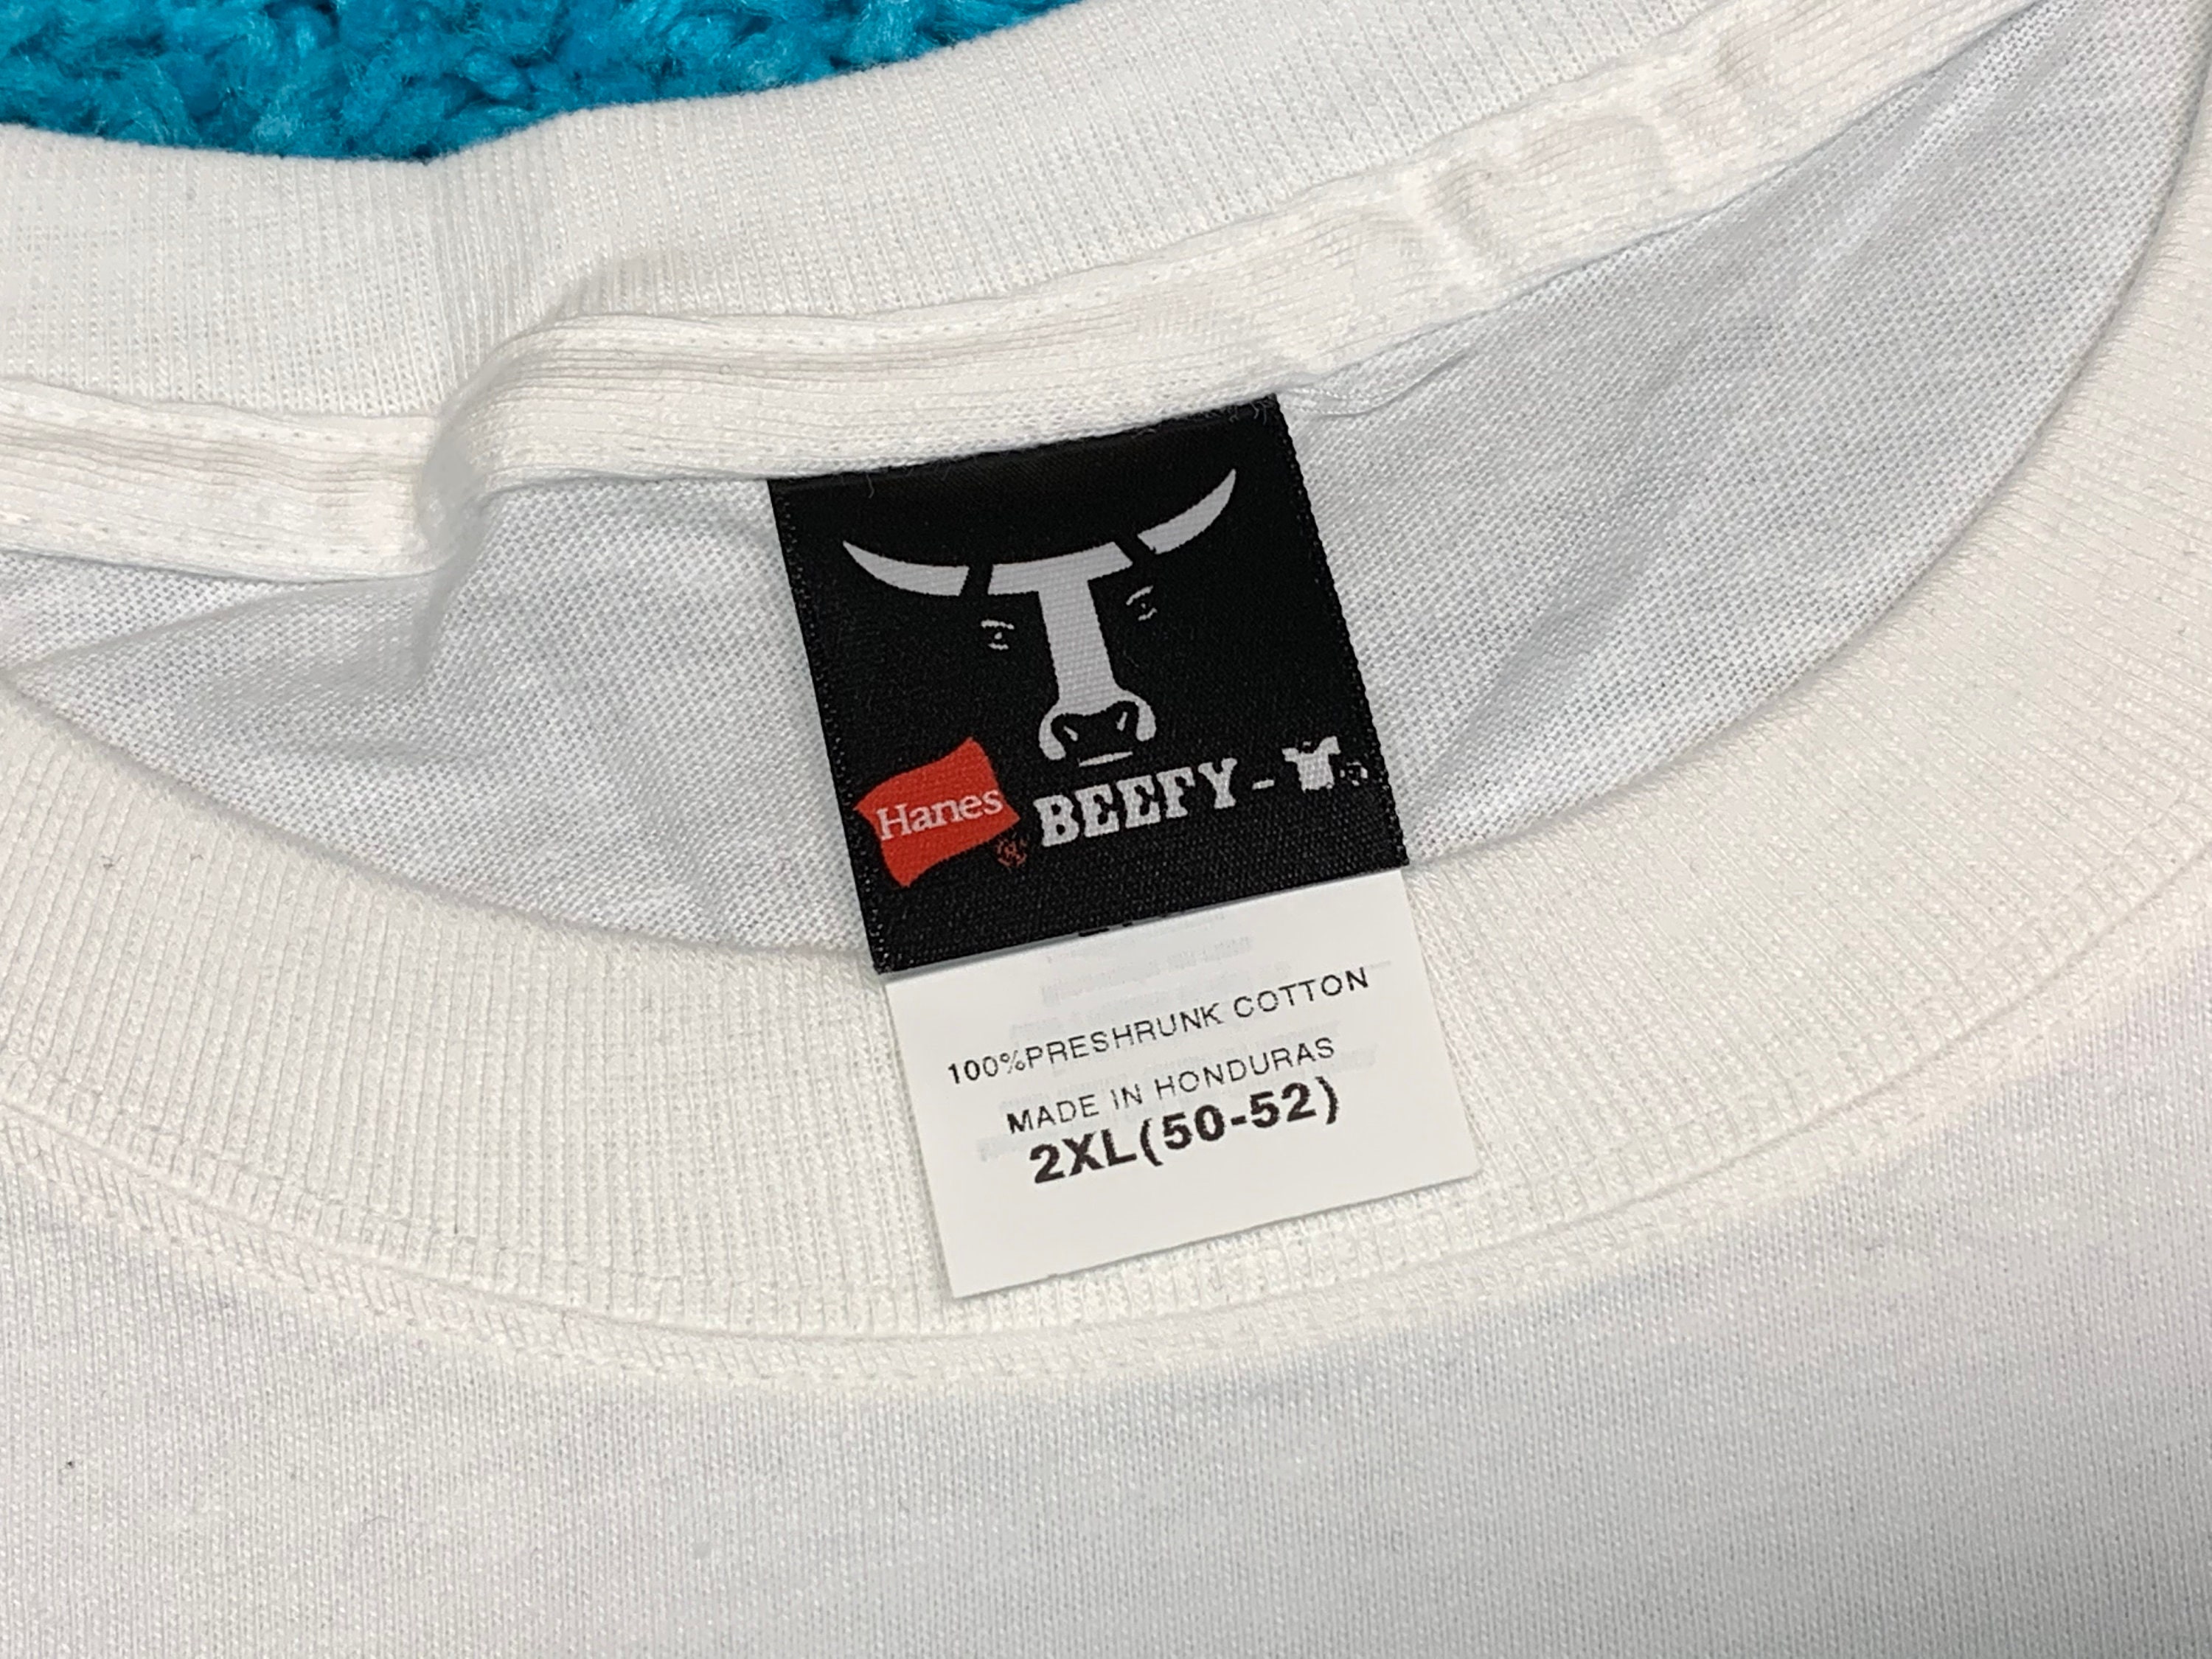 Hanes BEEFY-
100%PRESHRUNK COTTON
MADE IN HONDURAS
2XL(50-52)